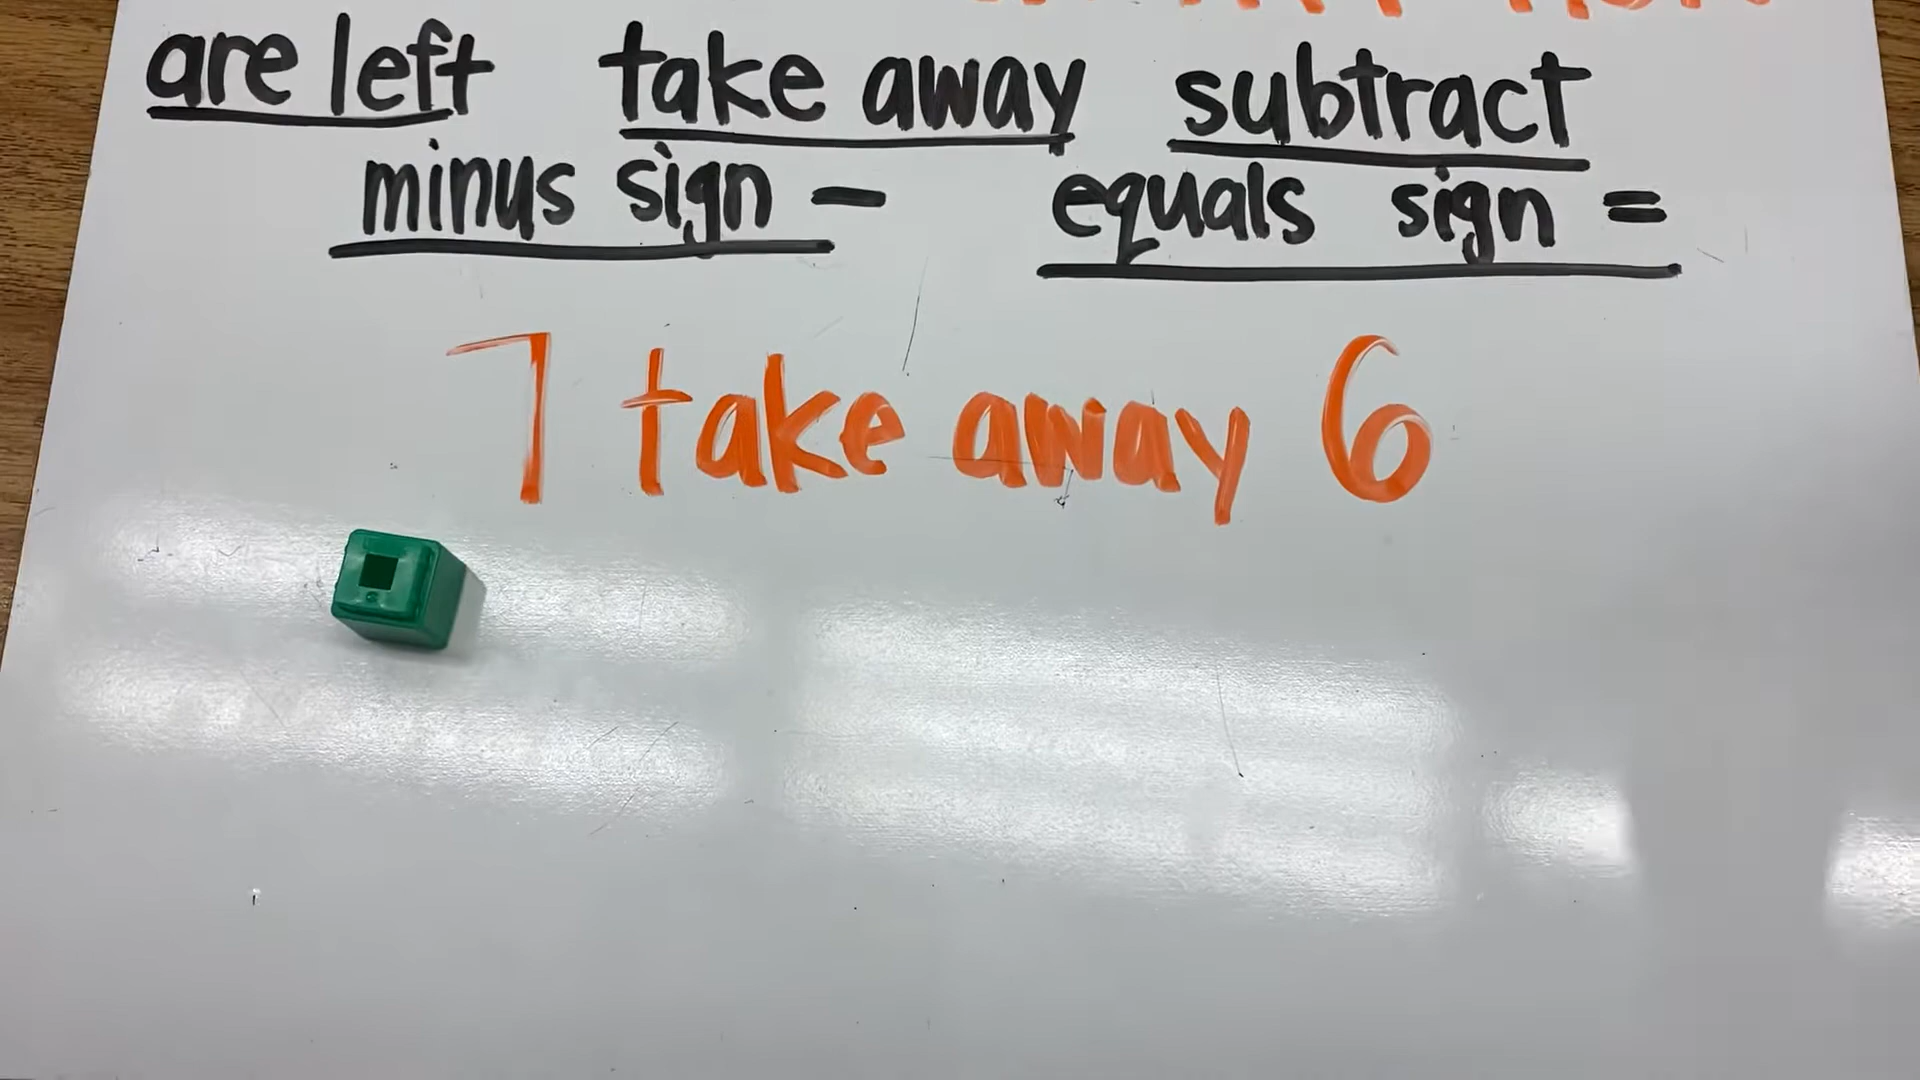 are left take away subtract
minus sign - equals sign =
7 take away 6